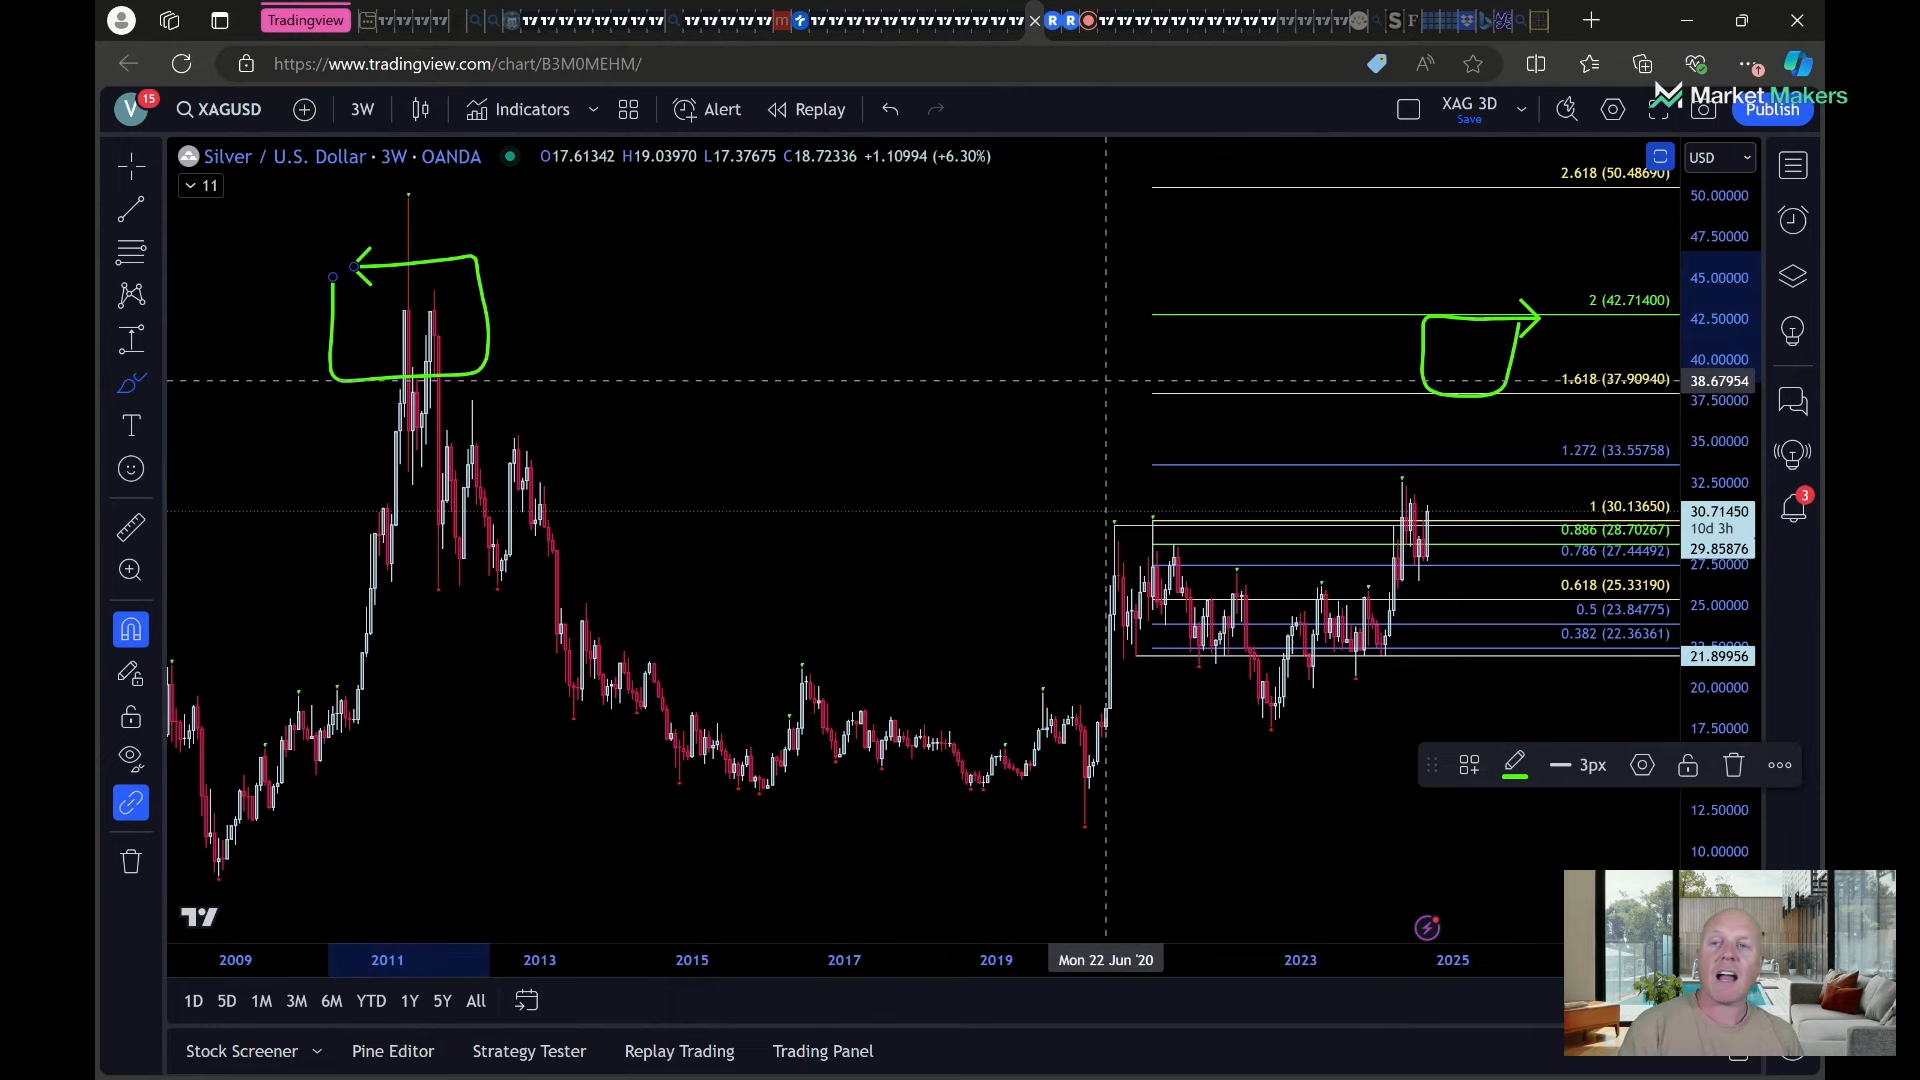 Tradingview
https://www.tradingview.com/chart/B3M0MEHM/
V 15 XAGUSD 3W Indicators Alert Replay XAG 3D Save Publish
Market Makers
Silver / U.S. Dollar · 3W · OANDA O17.61342 H19.03970 L17.37675 C18.72336 +1.10994 (+6.30%)
USD
11
2.618 (50.48690)
50.00000
47.50000
45.00000
2 (42.71400)
42.50000
40.00000
1.618 (37.90940)
38.67954
37.50000
1.272 (33.55758)
35.00000
32.50000
1 (30.13650)
30.71450
10d 3h
0.886 (28.70267)
29.85876
0.786 (27.44492)
27.50000
0.618 (25.33190)
25.00000
0.5 (23.84775)
0.382 (22.36361)
21.89956
20.00000
17.50000
3px
12.50000
10.00000
3
2009 2011 2013 2015 2017 2019 Mon 22 Jun '20 2023 2025
1D 5D 1M 3M 6M YTD 1Y 5Y All
Stock Screener Pine Editor Strategy Tester Replay Trading Trading Panel